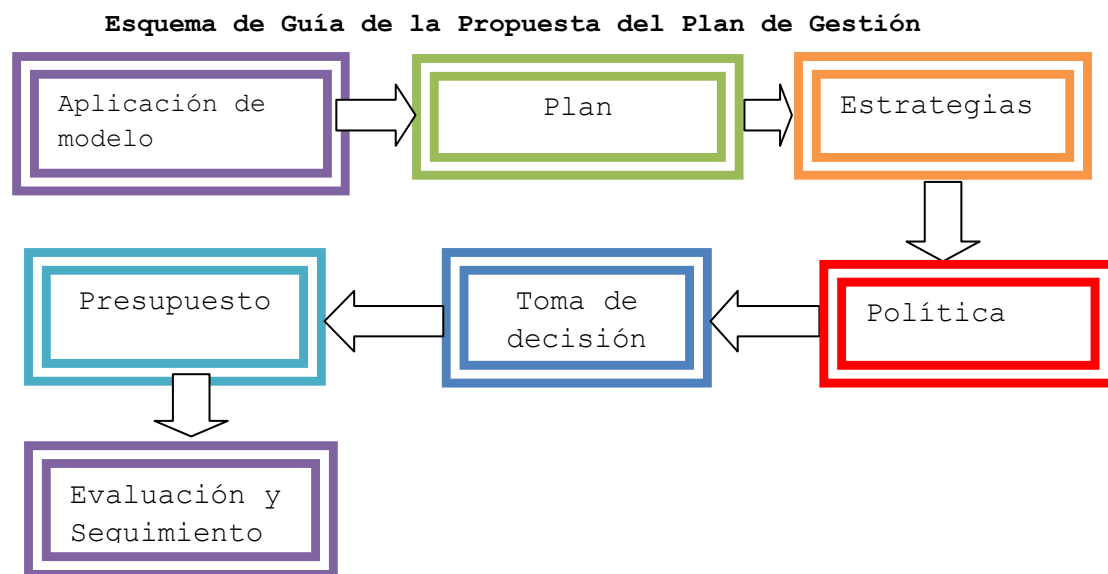 Esquema de Guía de la Propuesta del Plan de Gestión
Aplicación de
modelo
Plan
Estrategias
Política
Toma de
decisión
Presupuesto
Evaluación y
Seguimiento